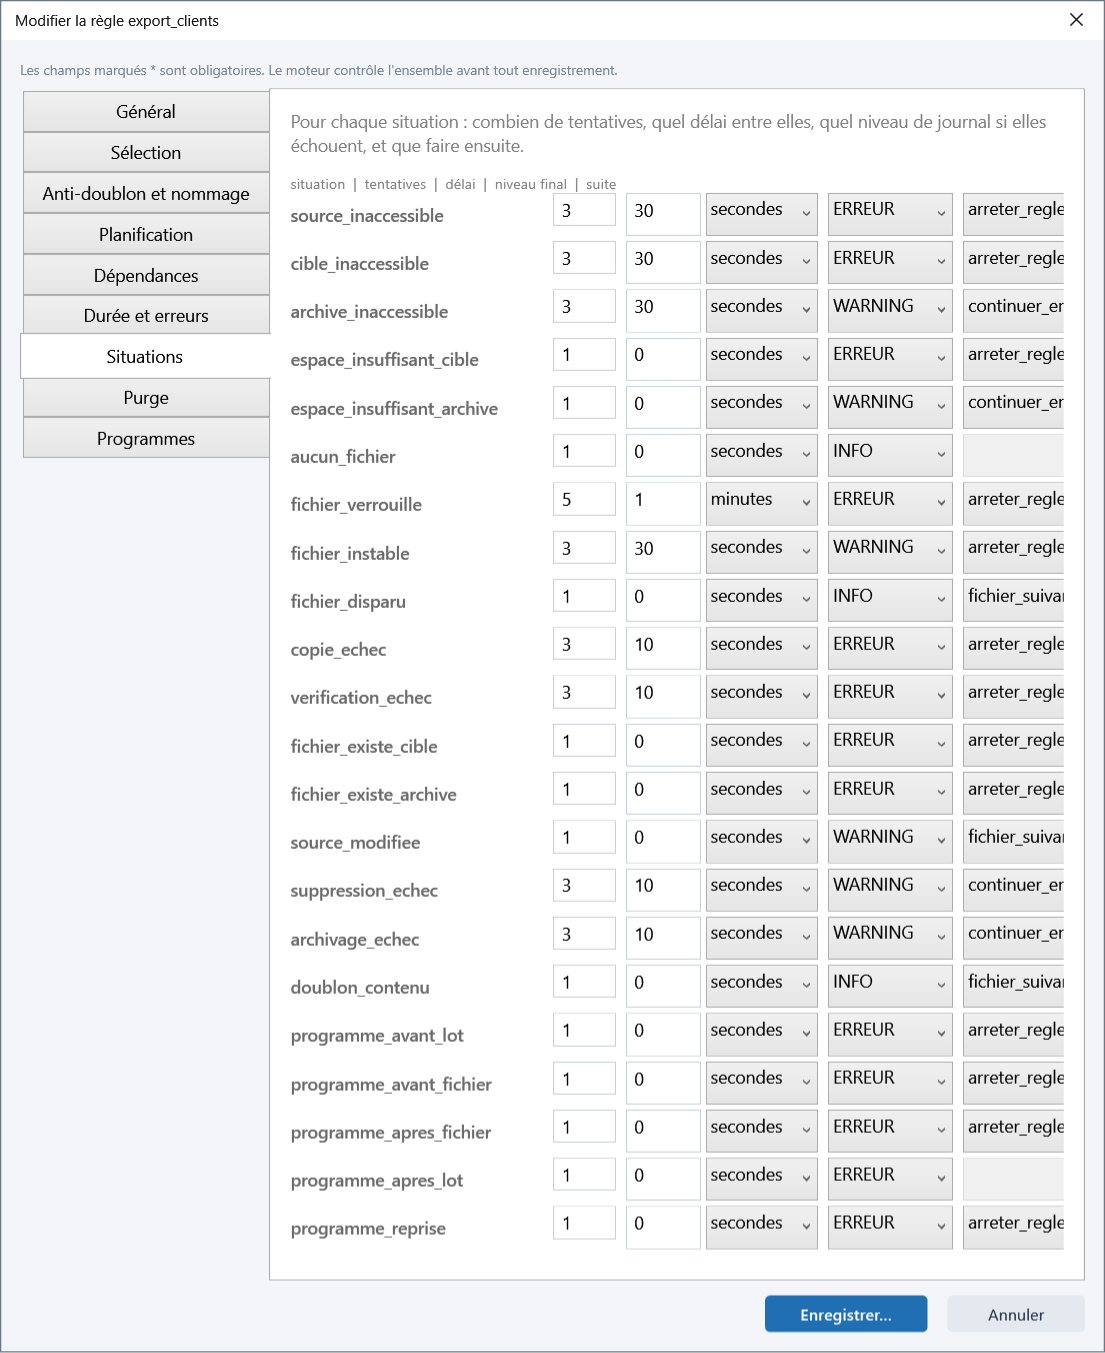 Modifier la règle export_clients
Les champs marqués * sont obligatoires. Le moteur contrôle l'ensemble avant tout enregistrement.
Général
Sélection
Anti-doublon et nommage
Planification
Dépendances
Durée et erreurs
Situations
Purge
Programmes
Pour chaque situation : combien de tentatives, quel délai entre elles, quel niveau de journal si elles
échouent, et que faire ensuite.
situation | tentatives | délai | niveau final | suite
source_inaccessible 3 30 secondes ERREUR arreter_regle
cible_inaccessible 3 30 secondes ERREUR arreter_regle
archive_inaccessible 3 30 secondes WARNING continuer_er
espace_insuffisant_cible 1 0 secondes ERREUR arreter_regle
espace_insuffisant_archive 1 0 secondes WARNING continuer_er
aucun_fichier 1 0 secondes INFO
fichier_verrouille 5 1 minutes ERREUR arreter_regle
fichier_instable 3 30 secondes WARNING arreter_regle
fichier_disparu 1 0 secondes INFO fichier_suivar
copie_echec 3 10 secondes ERREUR arreter_regle
verification_echec 3 10 secondes ERREUR arreter_regle
fichier_existe_cible 1 0 secondes ERREUR arreter_regle
fichier_existe_archive 1 0 secondes ERREUR arreter_regle
source_modifiee 1 0 secondes WARNING fichier_suivar
suppression_echec 3 10 secondes WARNING continuer_er
archivage_echec 3 10 secondes WARNING continuer_er
doublon_contenu 1 0 secondes INFO fichier_suivar
programme_avant_lot 1 0 secondes ERREUR arreter_regle
programme_avant_fichier 1 0 secondes ERREUR arreter_regle
programme_apres_fichier 1 0 secondes ERREUR arreter_regle
programme_apres_lot 1 0 secondes ERREUR
programme_reprise 1 0 secondes ERREUR arreter_regle
Enregistrer...
Annuler